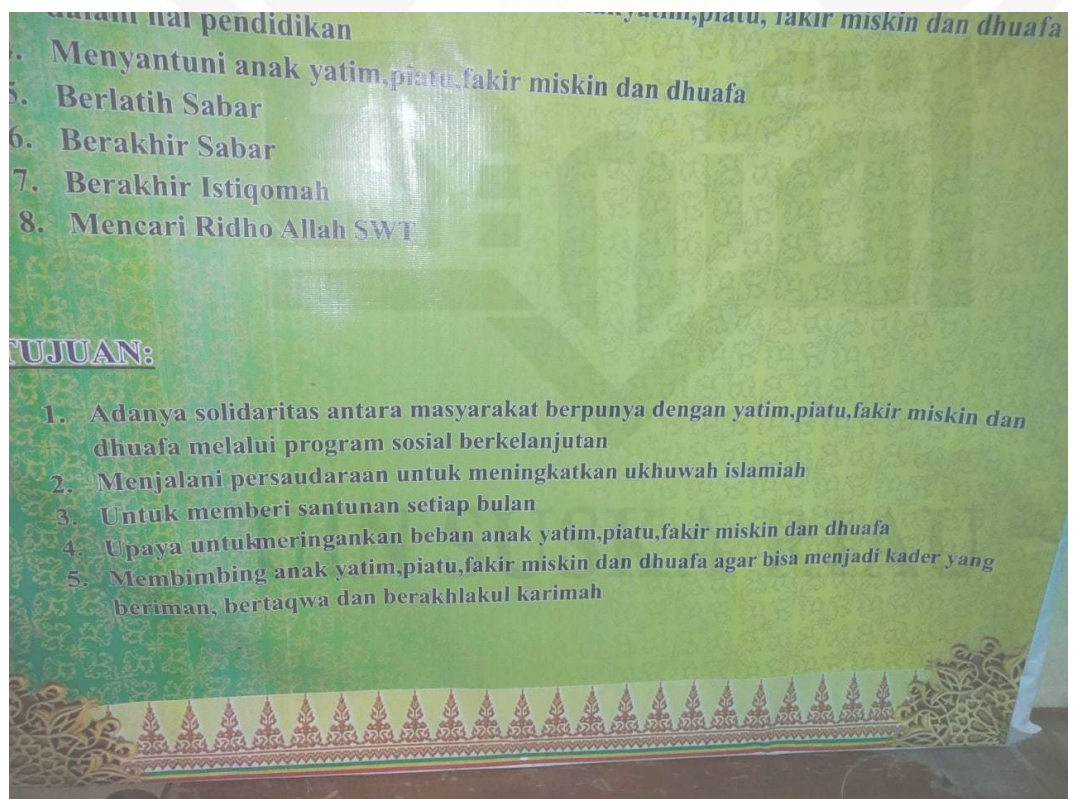 pendidikan yatim,piatu, fakir miskin dan dhuafa
Menyantuni anak yatim,piatu,fakir miskin dan dhuafa
5. Berlatih Sabar
6. Berakhir Sabar
7. Berakhir Istiqomah
8. Mencari Ridho Allah SWT
TUJUAN:
1. Adanya solidaritas antara masyarakat berpunya dengan yatim,piatu,fakir miskin dan
dhuafa melalui program sosial berkelanjutan
2. Menjalani persaudaraan untuk meningkatkan ukhuwah islamiah
3. Untuk memberi santunan setiap bulan
4. Upaya untukmeringankan beban anak yatim,piatu,fakir miskin dan dhuafa
5. Membimbing anak yatim,piatu,fakir miskin dan dhuafa agar bisa menjadi kader yang
beriman, bertaqwa dan berakhlakul karimah